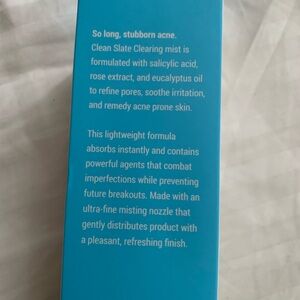 So long, stubborn acne.
Clean Slate Clearing mist is
formulated with salicylic acid,
rose extract, and eucalyptus oil
to refine pores, soothe irritation,
and remedy acne prone skin.
This lightweight formula
absorbs instantly and contains
powerful agents that combat
imperfections while preventing
future breakouts. Made with an
ultra-fine misting nozzle that
gently distributes product with
a pleasant, refreshing finish.